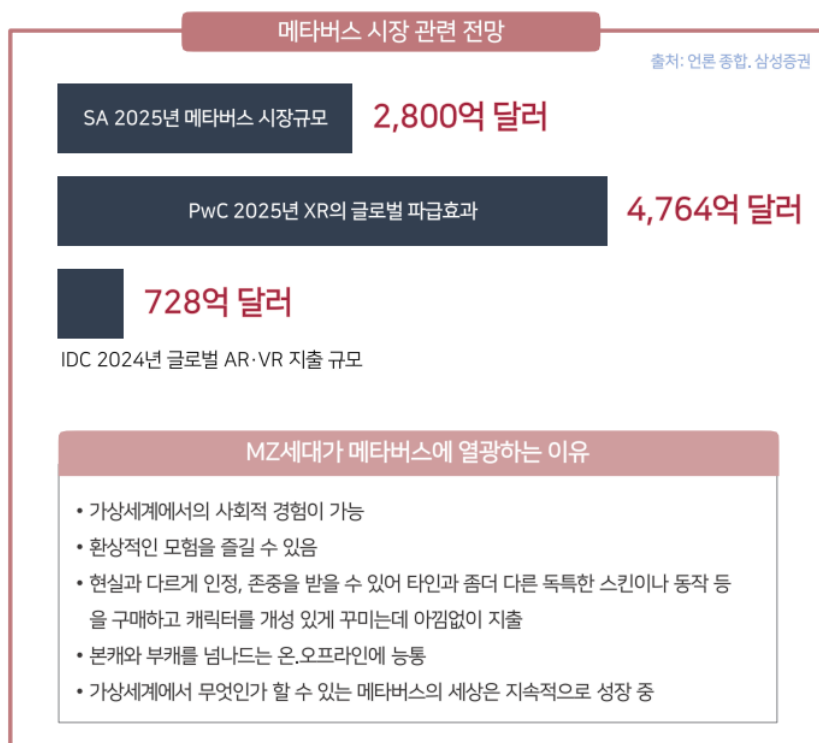 메타버스 시장 관련 전망
출처: 언론 종합. 삼성증권
SA 2025년 메타버스 시장규모
2,800억 달러
PwC 2025년 XR의 글로벌 파급효과
4,764억 달러
728억 달러
IDC 2024년 글로벌 AR·VR 지출 규모
MZ세대가 메타버스에 열광하는 이유
• 가상세계에서의 사회적 경험이 가능
• 환상적인 모험을 즐길 수 있음
• 현실과 다르게 인정, 존중을 받을 수 있어 타인과 좀더 다른 독특한 스킨이나 동작 등
을 구매하고 캐릭터를 개성 있게 꾸미는데 아낌없이 지출
• 본캐와 부캐를 넘나드는 온.오프라인에 능통
• 가상세계에서 무엇인가 할 수 있는 메타버스의 세상은 지속적으로 성장 중